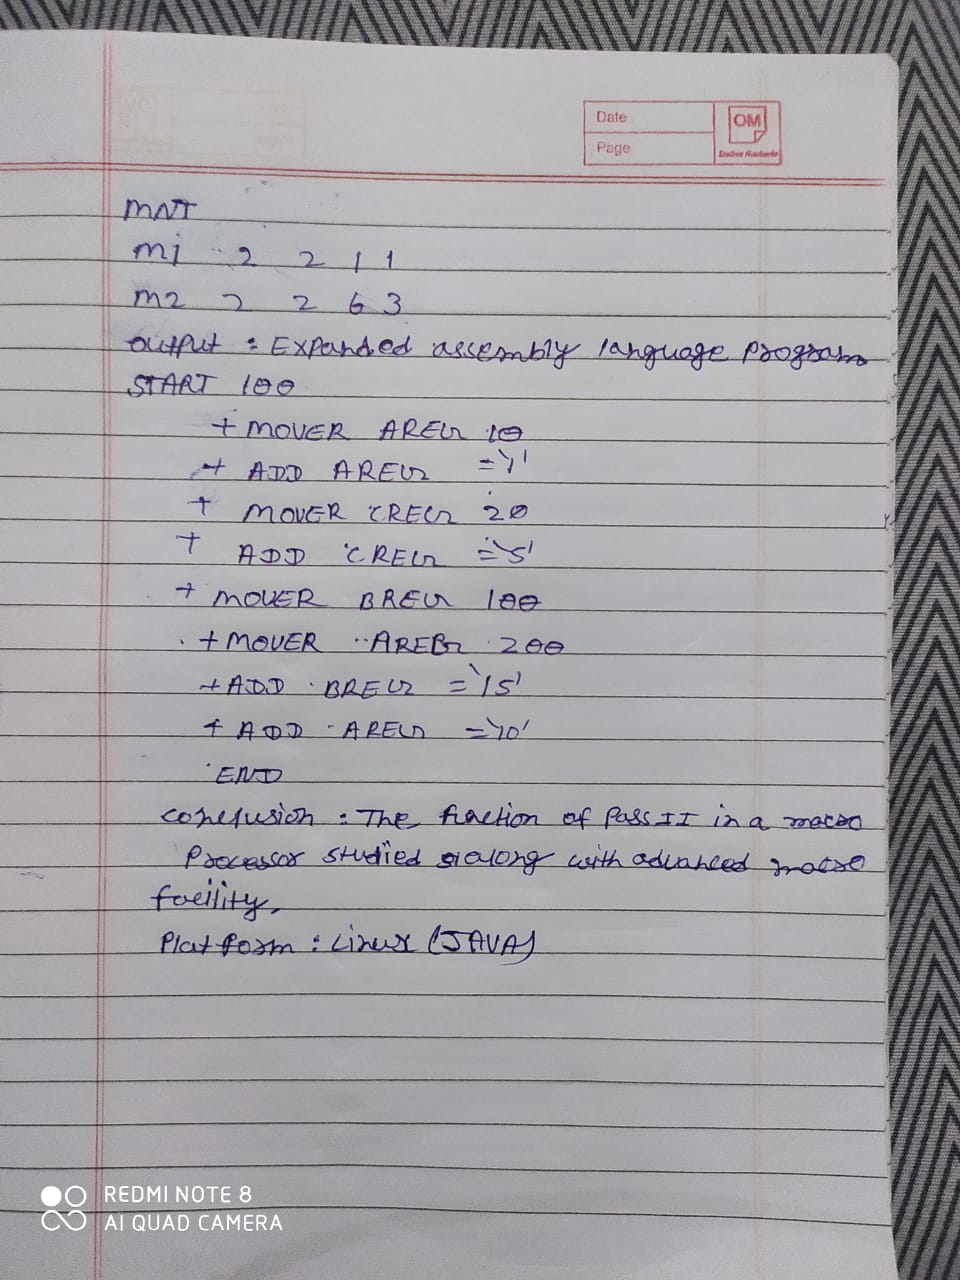 Date
Page
OM
MNT
M1 2 2 1 1
M2 2 2 6 3
output : Expanded assembly language program
START 100
+ MOVER AREG 10
+ ADD AREG ='1'
+ MOVER CREG 20
+ ADD CREG ='5'
+ MOVER BREG 100
+ MOVER AREG 200
+ ADD BREG ='15'
+ ADD AREG ='10'
END
conclusion : The function of Pass II in a macro
Processor studied along with advanced macro
facility.
Platform : Linux (JAVA)
REDMI NOTE 8
AI QUAD CAMERA